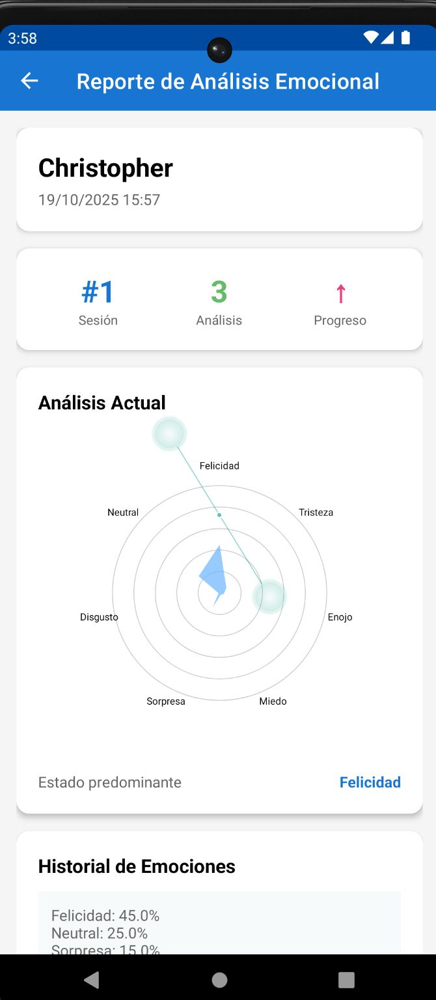 3:58
Reporte de Análisis Emocional
Christopher
19/10/2025 15:57
#1
Sesión
3
Análisis
↑
Progreso
Análisis Actual
Felicidad
Neutral
Tristeza
Disgusto
Enojo
Sorpresa
Miedo
Estado predominante
Felicidad
Historial de Emociones
Felicidad: 45.0%
Neutral: 25.0%
Sorpresa: 15.0%